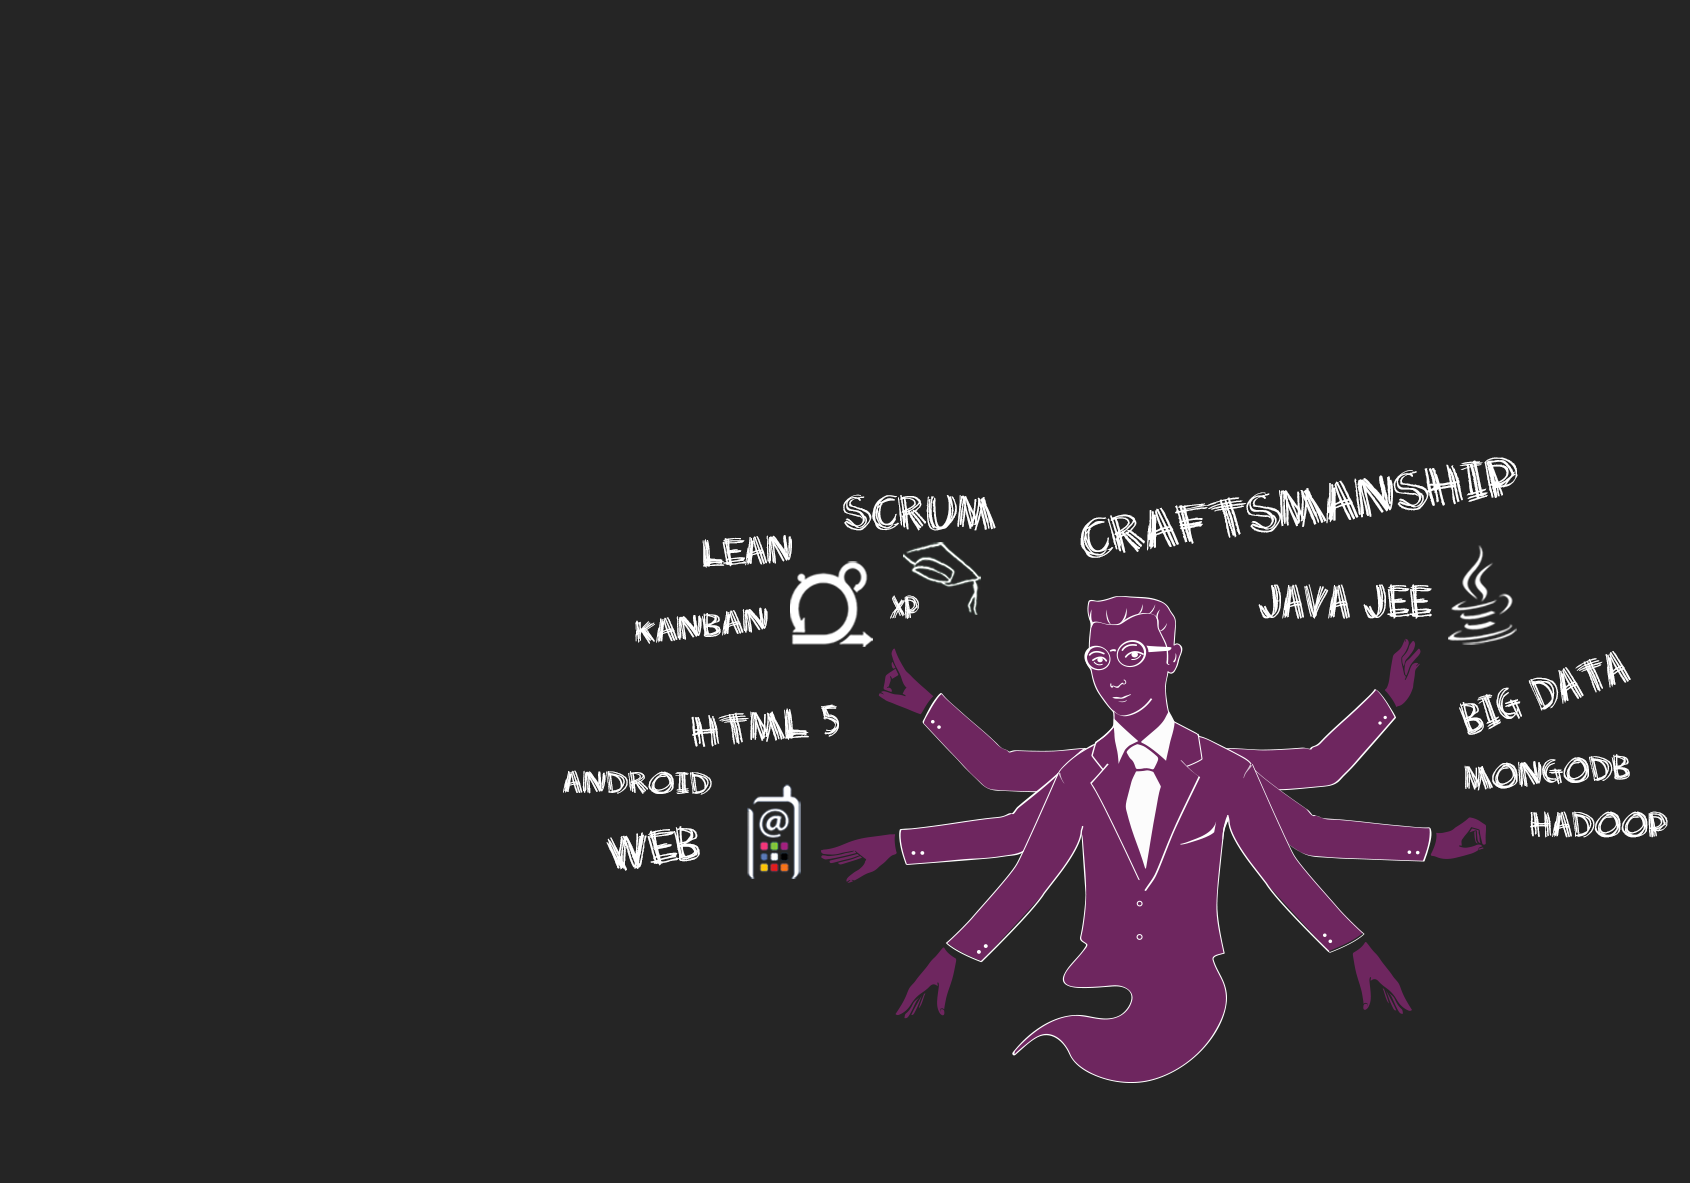 SCRUM
LEAN
KANBAN
XP
HTML 5
ANDROID
@
WEB
CRAFTSMANSHIP
JAVA JEE
BIG DATA
MONGODB
HADOOP